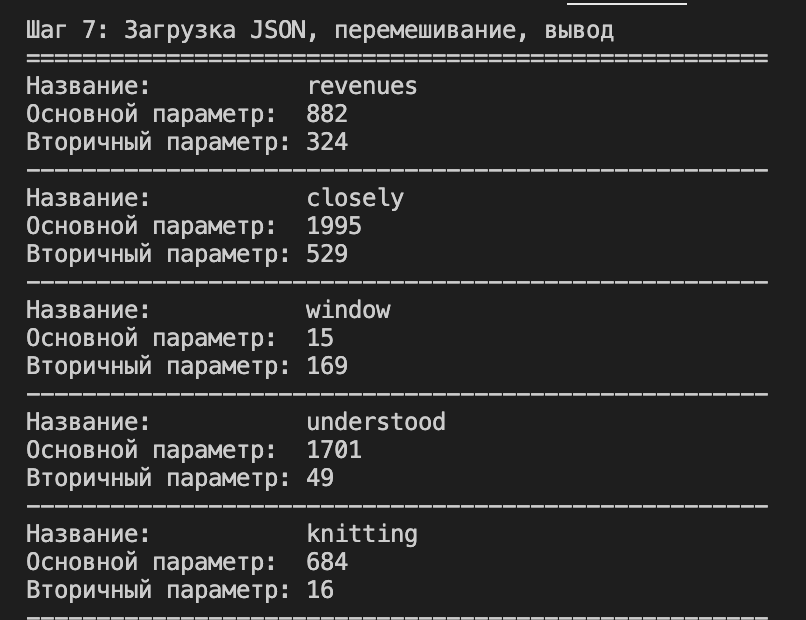 Шаг 7: Загрузка JSON, перемешивание, вывод
=====================================================
Название:           revenues
Основной параметр:  882
Вторичный параметр: 324
-----------------------------------------------------
Название:           closely
Основной параметр:  1995
Вторичный параметр: 529
-----------------------------------------------------
Название:           window
Основной параметр:  15
Вторичный параметр: 169
-----------------------------------------------------
Название:           understood
Основной параметр:  1701
Вторичный параметр: 49
-----------------------------------------------------
Название:           knitting
Основной параметр:  684
Вторичный параметр: 16
-----------------------------------------------------